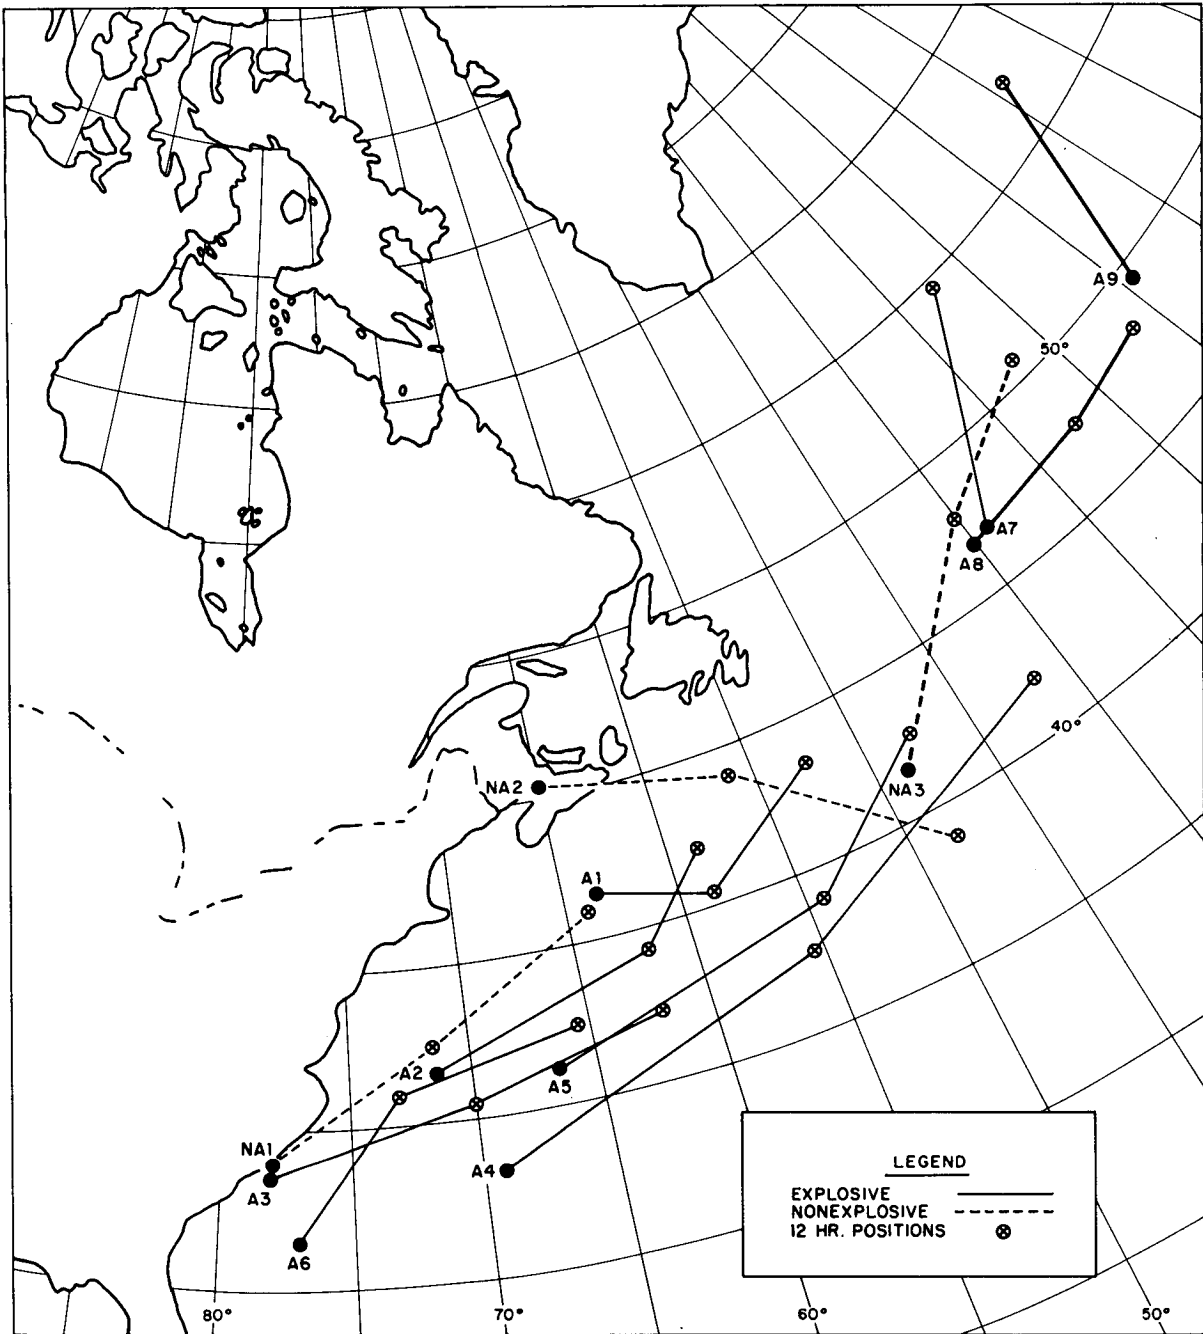 A9
50°
A7
A8
40°
NA2
NA3
A1
A2
A5
NA1
A3
A4
A6
LEGEND
EXPLOSIVE
NONEXPLOSIVE
12 HR. POSITIONS
80°
70°
60°
50°